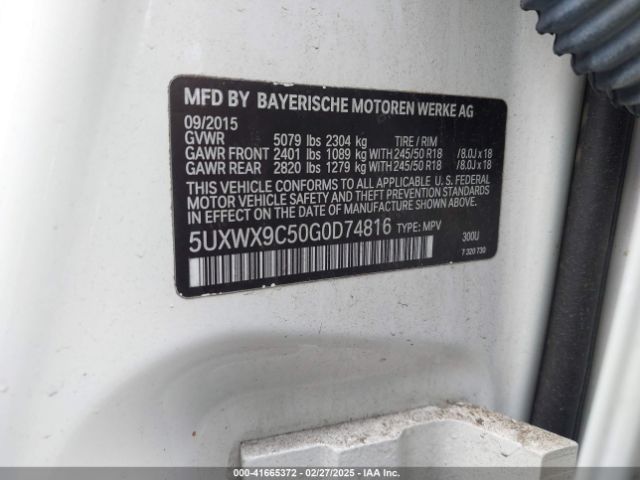 MFD BY BAYERISCHE MOTOREN WERKE AG
09/2015
GVWR 5079 lbs 2304 kg TIRE / RIM
GAWR FRONT 2401 lbs 1089 kg WITH 245/50 R18 /8.0J x 18
GAWR REAR 2820 lbs 1279 kg WITH 245/50 R18 /8.0J x 18
THIS VEHICLE CONFORMS TO ALL APPLICABLE U. S. FEDERAL
MOTOR VEHICLE SAFETY AND THEFT PREVENTION STANDARDS
IN EFFECT ON THE DATE OF MANUFACTURE SHOWN ABOVE.
5UXWX9C50G0D74816 TYPE: MPV
300U
7 320 730
000-41665372 / 02/27/2025 - IAA Inc.